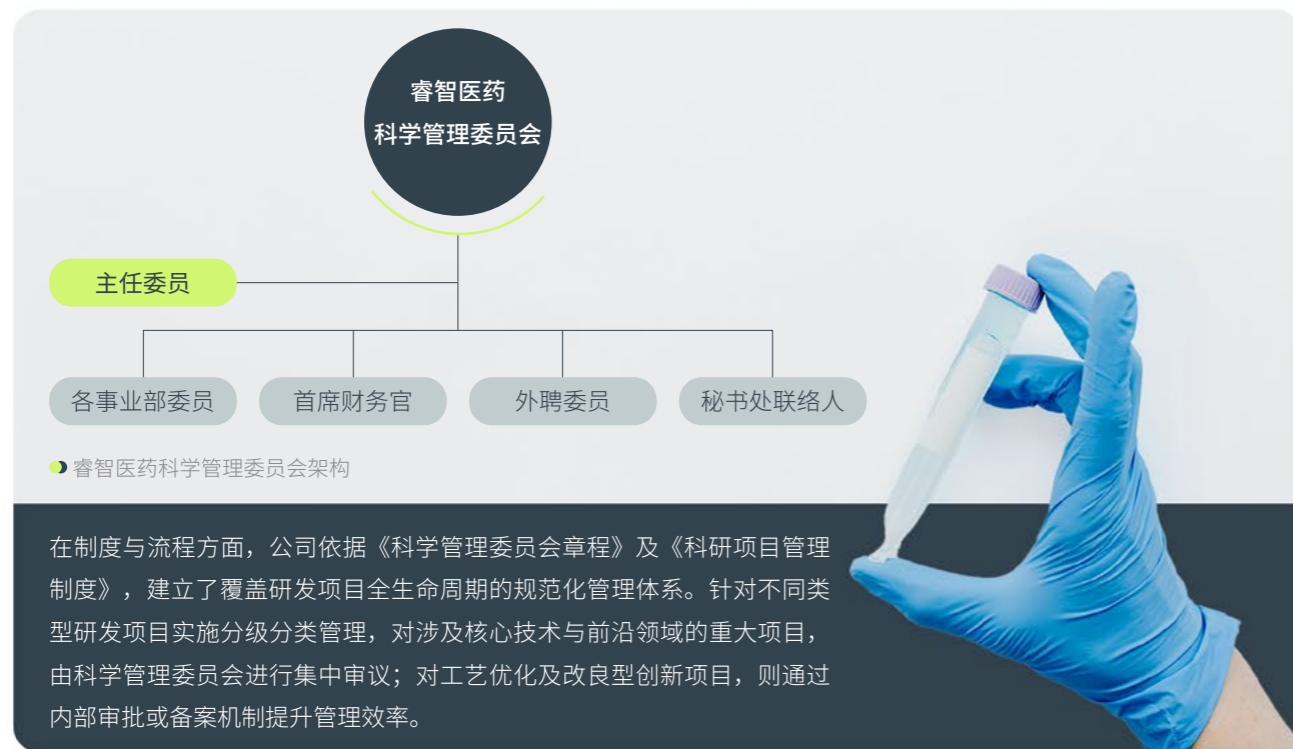 睿智医药
科学管理委员会
主任委员
各事业部委员
首席财务官
外聘委员
秘书处联络人
睿智医药科学管理委员会架构
在制度与流程方面，公司依据《科学管理委员会章程》及《科研项目管理
制度》，建立了覆盖研发项目全生命周期的规范化管理体系。针对不同类
型研发项目实施分级分类管理，对涉及核心技术与前沿领域的重大项目，
由科学管理委员会进行集中审议；对工艺优化及改良型创新项目，则通过
内部审批或备案机制提升管理效率。